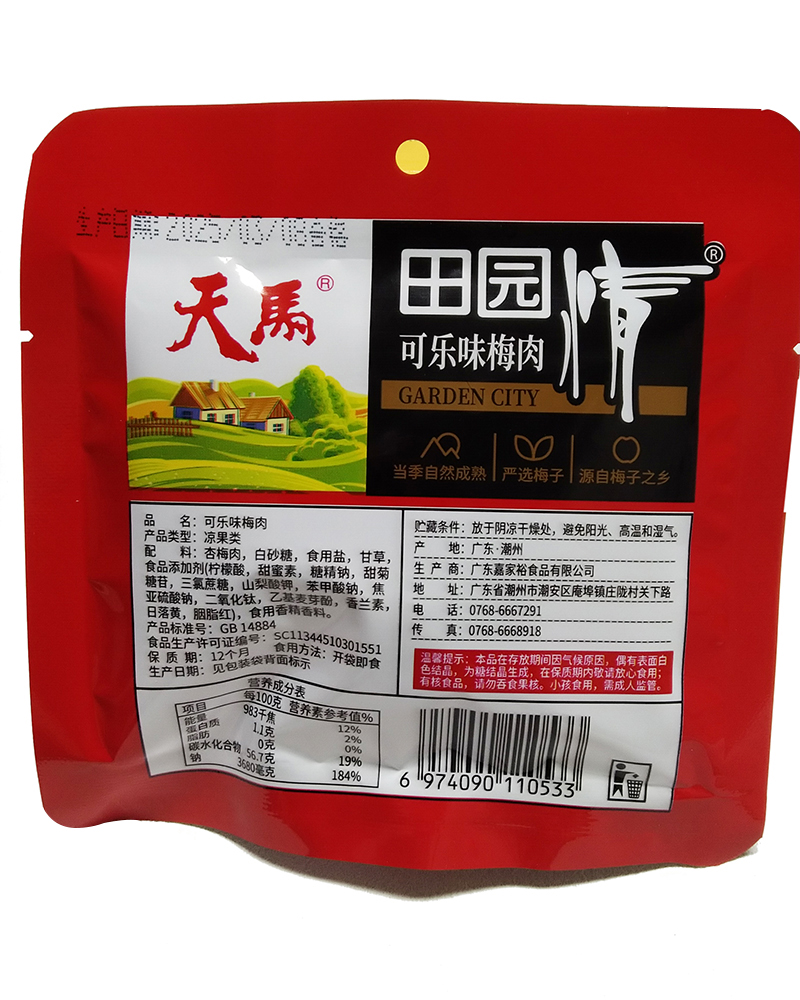 生产日期:2025/03/08合格
天馬®
田园情®
可乐味梅肉
GARDEN CITY
当季自然成熟 | 严选梅子 | 源自梅子之乡
品 名：可乐味梅肉
产品类型：凉果类
配 料：杏梅肉，白砂糖，食用盐，甘草，
食品添加剂(柠檬酸，甜蜜素，糖精钠，甜菊
糖苷，三氯蔗糖，山梨酸钾，苯甲酸钠，焦
亚硫酸钠，二氧化钛，乙基麦芽酚，香兰素，
日落黄，胭脂红)，食用香精香料。
产品标准号：GB 14884
食品生产许可证编号：SC11344510301551
保 质 期：12个月 食用方法：开袋即食
生产日期：见包装袋背面标示
营养成分表
项目 每100克 营养素参考值%
能量 983千焦 12%
蛋白质 1.1克 2%
脂肪 0克 0%
碳水化合物 56.7克 19%
钠 3680毫克 184%
贮藏条件：放于阴凉干燥处，避免阳光、高温和湿气。
产 地：广东·潮州
生 产 商：广东嘉家裕食品有限公司
地 址：广东省潮州市潮安区庵埠镇庄陇村关下路
电 话：0768-6667291
传 真：0768-6668918
温馨提示：本品在存放期间因气候原因，偶有表面白
色结晶，为糖结晶生成，在保质期内敬请放心食用；
有核食品，请勿吞食果核。小孩食用，需成人监管。
6 974090 110533